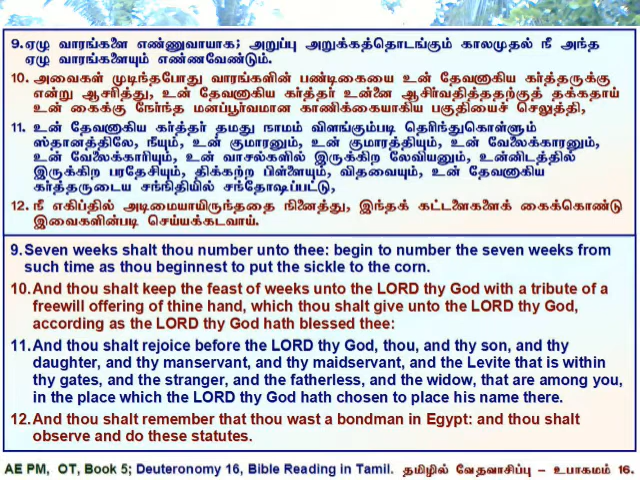 9.ஏழு வாரங்களை எண்ணுவாயாக; அறுப்பு அறுக்கத்தொடங்கும் காலமுதல் நீ அந்த
ஏழு வாரங்களையும் எண்ணவேண்டும்.
10. அவைகள் முடிந்தபோது வாரங்களின் பண்டிகையை உன் தேவனாகிய கர்த்தருக்கு
என்று ஆசரித்து, உன் தேவனாகிய கர்த்தர் உன்னை ஆசிர்வதித்ததற்குத் தக்கதாய்
உன் கைக்கு நேர்ந்த மனப்பூர்வமான காணிக்கையாகிய பகுதியைச் செலுத்தி,
11. உன் தேவனாகிய கர்த்தர் தமது நாமம் விளங்கும்படி தெரிந்துகொள்ளும்
ஸ்தானத்திலே, நீயும், உன் குமாரனும், உன் குமாரத்தியும், உன் வேலைக்காரனும்,
உன் வேலைக்காரியும், உன் வாசல்களில் இருக்கிற லேவியனும், உன்னிடத்தில்
இருக்கிற பரதேசியும், திக்கற்ற பிள்ளையும், விதவையும், உன் தேவனாகிய
கர்த்தருடைய சந்நிதியில் சந்தோஷப்பட்டு,
12. நீ எகிப்தில் அடிமையாயிருந்ததை நினைத்து, இந்தக் கட்டளைகளைக் கைக்கொண்டு
இவைகளின்படி செய்யக்கடவாய்.
9.Seven weeks shalt thou number unto thee: begin to number the seven weeks from
such time as thou beginnest to put the sickle to the corn.
10.And thou shalt keep the feast of weeks unto the LORD thy God with a tribute of a
freewill offering of thine hand, which thou shalt give unto the LORD thy God,
according as the LORD thy God hath blessed thee:
11.And thou shalt rejoice before the LORD thy God, thou, and thy son, and thy
daughter, and thy manservant, and thy maidservant, and the Levite that is within
thy gates, and the stranger, and the fatherless, and the widow, that are among you,
in the place which the LORD thy God hath chosen to place his name there.
12.And thou shalt remember that thou wast a bondman in Egypt: and thou shalt
observe and do these statutes.
AE PM, OT, Book 5; Deuteronomy 16, Bible Reading in Tamil. தமிழில் வேதவாசிப்பு – உபாகமம் 16.